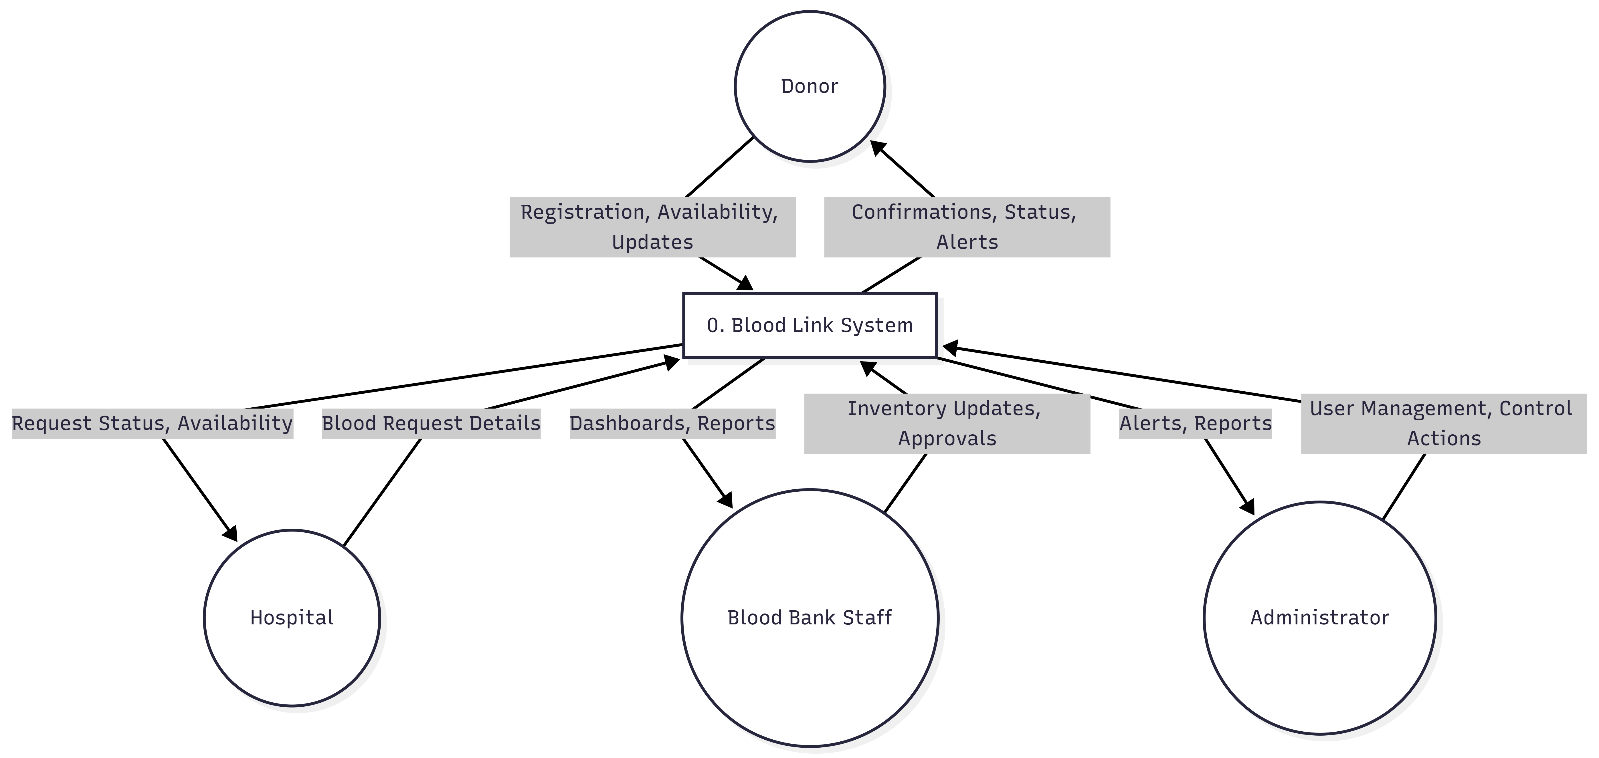 Donor
Registration, Availability,
Updates
Confirmations, Status,
Alerts
0. Blood Link System
Request Status, Availability
Blood Request Details
Dashboards, Reports
Inventory Updates,
Approvals
Alerts, Reports
User Management, Control
Actions
Hospital
Blood Bank Staff
Administrator